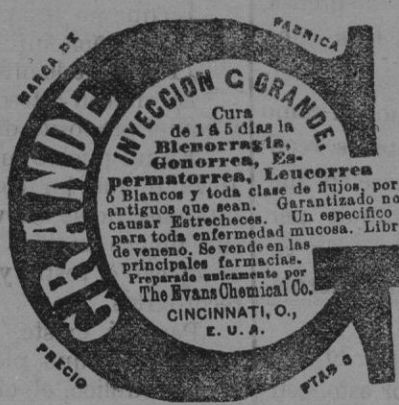 MARCA DE
FABRICA
GRANDE
INYECCION G GRANDE.
Cura
de 1 á 5 dias la
Blenorragia,
Gonorrea, Es-
permatorrea, Leucorrea
ó Blancos y toda clase de flujos, por
antiguos que sean. Garantizado no
causar Estrecheces. Un especifico
para toda enfermedad mucosa. Libr
de veneno. Se vende en las
principales farmacias.
Preparado unicamente por
The Evans Chemical Co.
CINCINNATI, O.,
E. U. A.
PRECIO
PTAS